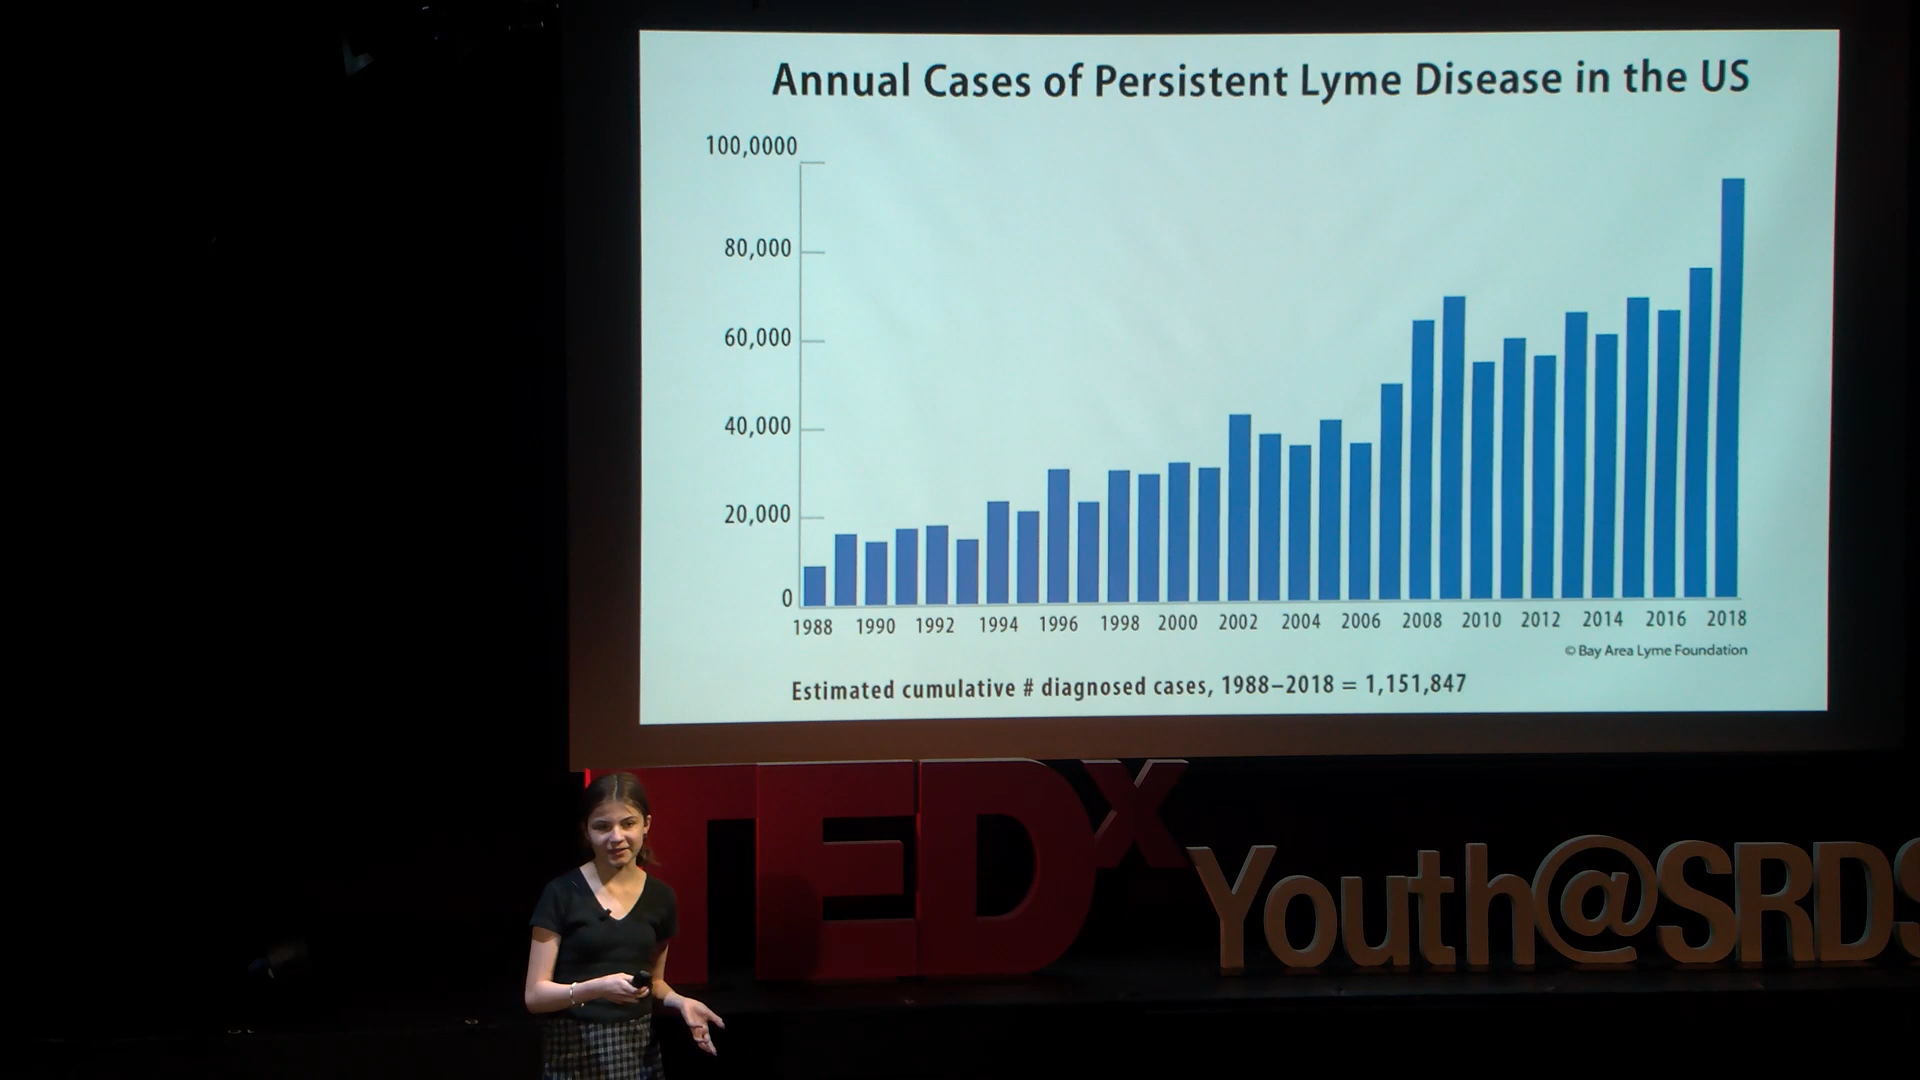 Annual Cases of Persistent Lyme Disease in the US
100,0000
80,000
60,000
40,000
20,000
0
1988 1990 1992 1994 1996 1998 2000 2002 2004 2006 2008 2010 2012 2014 2016 2018
© Bay Area Lyme Foundation
Estimated cumulative # diagnosed cases, 1988–2018 = 1,151,847
TEDx
Youth@SRDS